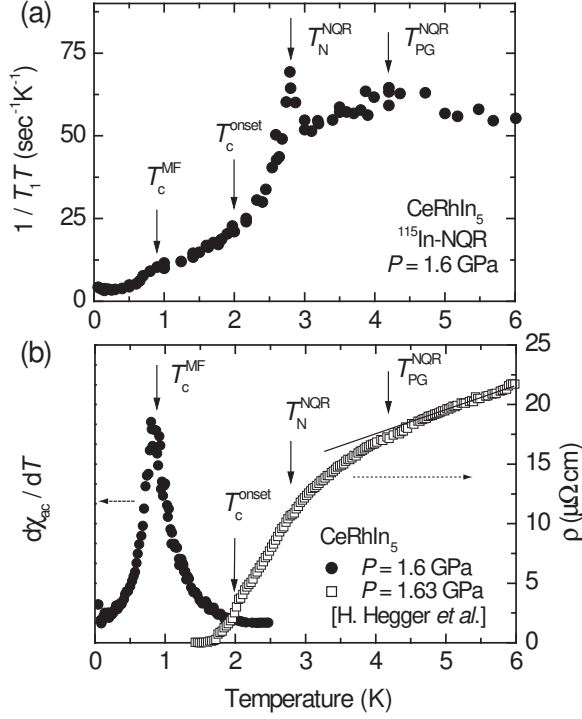 (a)
T_N^NQR
T_PG^NQR
T_c^onset
T_c^MF
75
50
25
0
1 / T₁T (sec⁻¹K⁻¹)
CeRhIn₅
¹¹⁵In-NQR
P = 1.6 GPa
0 1 2 3 4 5 6
(b)
T_c^MF
T_PG^NQR
T_N^NQR
T_c^onset
dχ_ac / dT
25
20
15
10
5
0
ρ (μΩcm)
CeRhIn₅
P = 1.6 GPa
P = 1.63 GPa
[H. Hegger et al.]
0 1 2 3 4 5 6
Temperature (K)